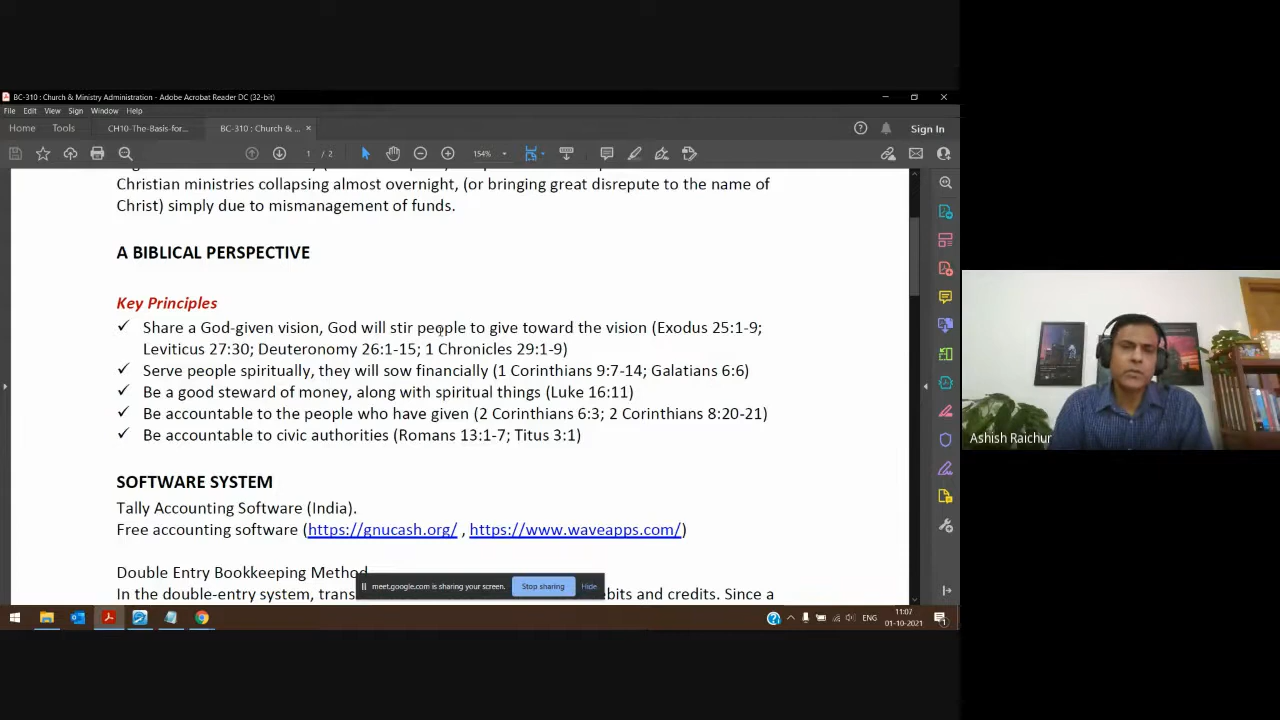 BC-310 : Church & Ministry Administration - Adobe Acrobat Reader DC (32-bit)
File Edit View Sign Window Help
Home Tools CH10-The-Basis-for... BC-310 : Church & ... × Sign In
1 / 2 154%
Christian ministries collapsing almost overnight, (or bringing great disrepute to the name of
Christ) simply due to mismanagement of funds.
A BIBLICAL PERSPECTIVE
Key Principles
✓ Share a God-given vision, God will stir people to give toward the vision (Exodus 25:1-9;
Leviticus 27:30; Deuteronomy 26:1-15; 1 Chronicles 29:1-9)
✓ Serve people spiritually, they will sow financially (1 Corinthians 9:7-14; Galatians 6:6)
✓ Be a good steward of money, along with spiritual things (Luke 16:11)
✓ Be accountable to the people who have given (2 Corinthians 6:3; 2 Corinthians 8:20-21)
✓ Be accountable to civic authorities (Romans 13:1-7; Titus 3:1)
SOFTWARE SYSTEM
Tally Accounting Software (India).
Free accounting software (https://gnucash.org/ , https://www.waveapps.com/)
Double Entry Bookkeeping Method
In the double-entry system, trans ebits and credits. Since a
meet.google.com is sharing your screen. Stop sharing Hide
ENG 11:07
01-10-2021
Ashish Raichur